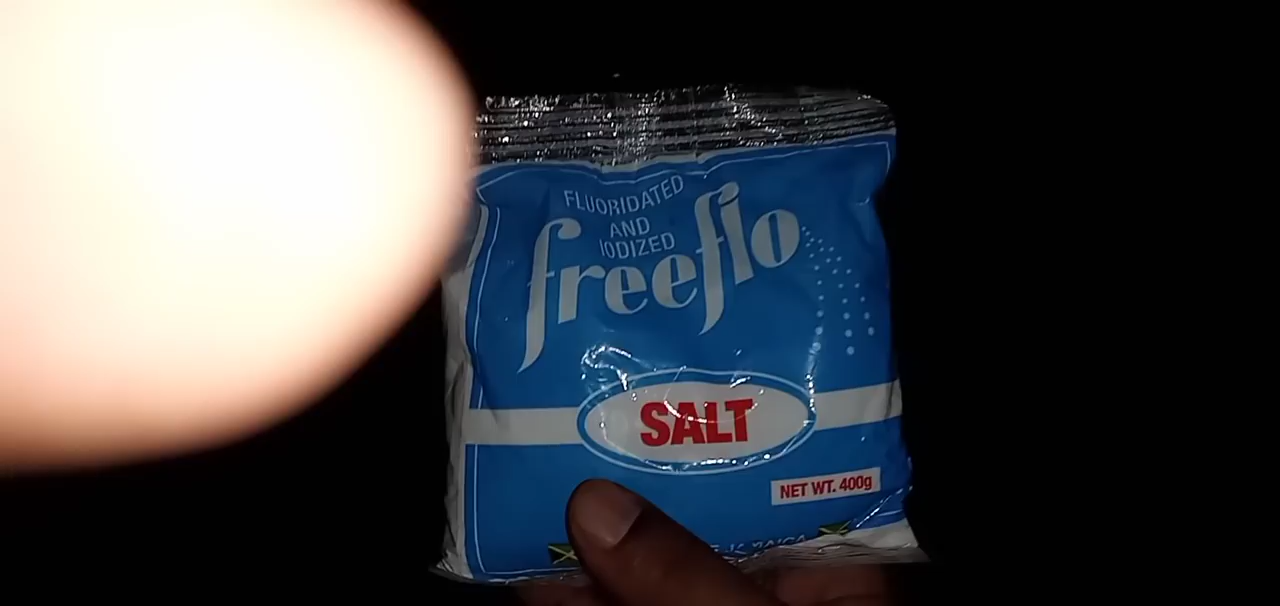 FLUORIDATED
AND
IODIZED
freeflo
SALT
NET WT. 400g